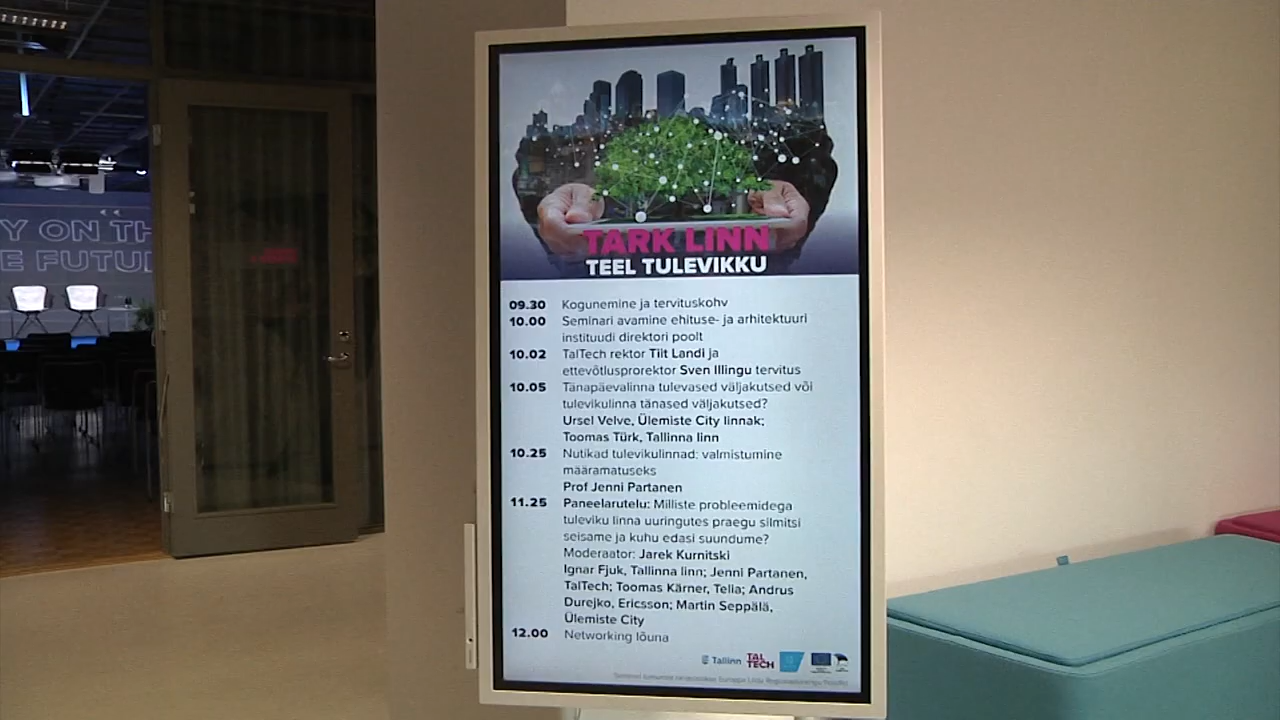 Y ON TH
E FUTU
TARK LINN
TEEL TULEVIKKU
09.30 Kogunemine ja tervituskohv
10.00 Seminari avamine ehituse- ja arhitektuuri
instituudi direktori poolt
10.02 TalTech rektor Tiit Landi ja
ettevõtlusprorektor Sven Illingu tervitus
10.05 Tänapäevalinna tulevased väljakutsed või
tulevikulinna tänased väljakutsed?
Ursel Velve, Ülemiste City linnak;
Toomas Türk, Tallinna linn
10.25 Nutikad tulevikulinnad: valmistumine
määramatuseks
Prof Jenni Partanen
11.25 Paneelarutelu: Milliste probleemidega
tuleviku linna uuringutes praegu silmitsi
seisame ja kuhu edasi suundume?
Moderaator: Jarek Kurnitski
Ignar Fjuk, Tallinna linn; Jenni Partanen,
TalTech; Toomas Kärner, Telia; Andrus
Durejko, Ericsson; Martin Seppälä,
Ülemiste City
12.00 Networking lõuna
Tallinn
TAL
TECH